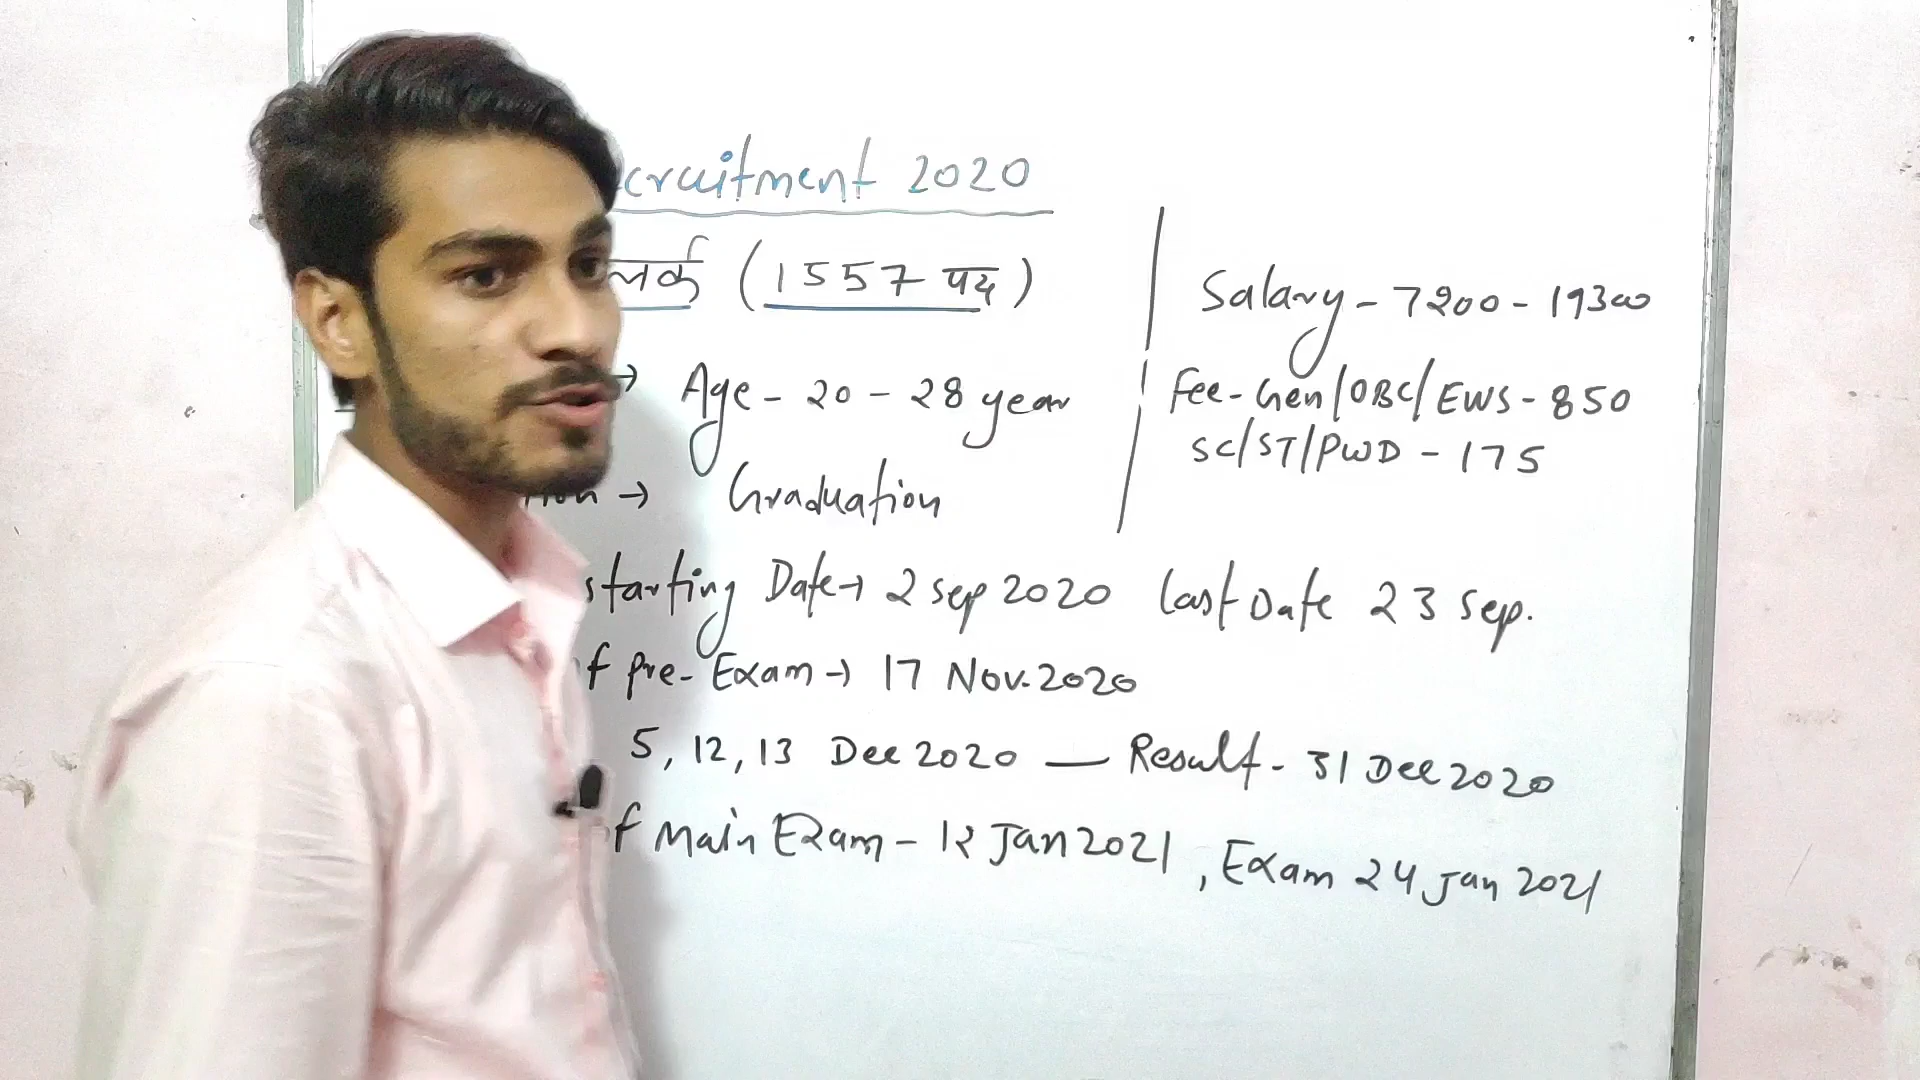 cruitment 2020
लर्क (1557 पद)
Salary - 7200 - 19300
→ Age - 20 - 28 year
Fee - Gen/OBC/EWS - 850
SC/ST/PWD - 175
tion → Graduation
starting Date → 2 Sep 2020 Last Date 23 Sep.
f Pre-Exam → 17 Nov. 2020
5, 12, 13 Dec 2020 — Result - 31 Dec 2020
f Main Exam - 12 Jan 2021, Exam 24 Jan 2021